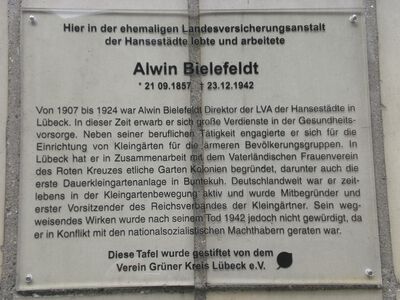 Hier in der ehemaligen Landesversicherungsanstalt
der Hansestädte lebte und arbeitete
Alwin Bielefeldt
* 21 09.1857 † 23.12.1942
Von 1907 bis 1924 war Alwin Bielefeldt Direktor der LVA der Hansestädte in
Lübeck. In dieser Zeit erwarb er sich große Verdienste in der Gesundheits-
vorsorge. Neben seiner beruflichen Tätigkeit engagierte er sich für die
Einrichtung von Kleingärten für die ärmeren Bevölkerungsgruppen. In
Lübeck hat er in Zusammenarbeit mit dem Vaterländischen Frauenverein
des Roten Kreuzes etliche Garten Kolonien begründet, darunter auch die
erste Dauerkleingartenanlage in Buntekuh. Deutschlandweit war er zeit-
lebens in der Kleingartenbewegung aktiv und wurde Mitbegründer und
erster Vorsitzender des Reichsverbandes der Kleingärtner. Sein weg-
weisendes Wirken wurde nach seinem Tod 1942 jedoch nicht gewürdigt, da
er in Konflikt mit den nationalsozialistischen Machthabern geraten war.
Diese Tafel wurde gestiftet von dem
Verein Grüner Kreis Lübeck e.V.